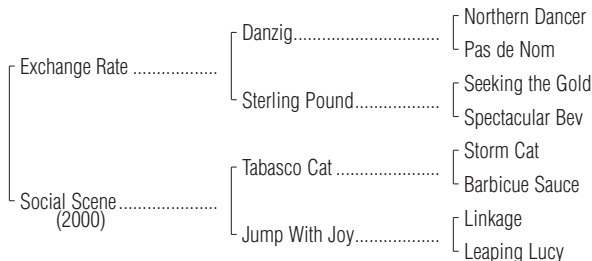 Northern Dancer
Danzig
Pas de Nom
Exchange Rate
Seeking the Gold
Sterling Pound
Spectacular Bev
Storm Cat
Tabasco Cat
Barbicue Sauce
Social Scene
(2000)
Linkage
Jump With Joy
Leaping Lucy